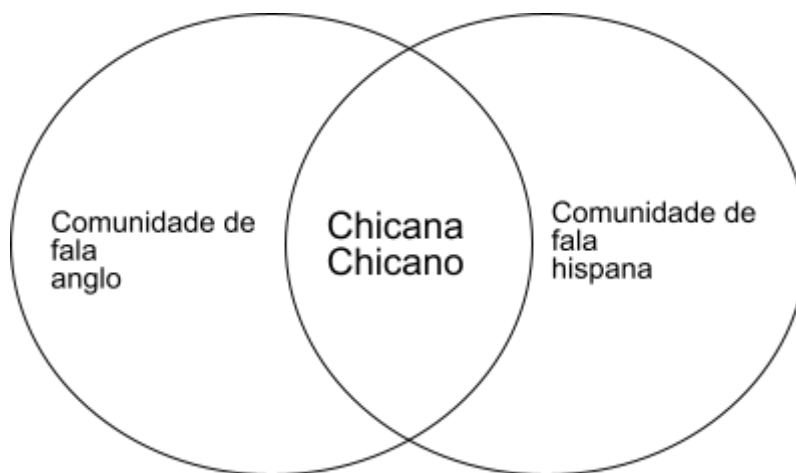 Comunidade de
fala
anglo
Chicana
Chicano
Comunidade de
fala
hispana